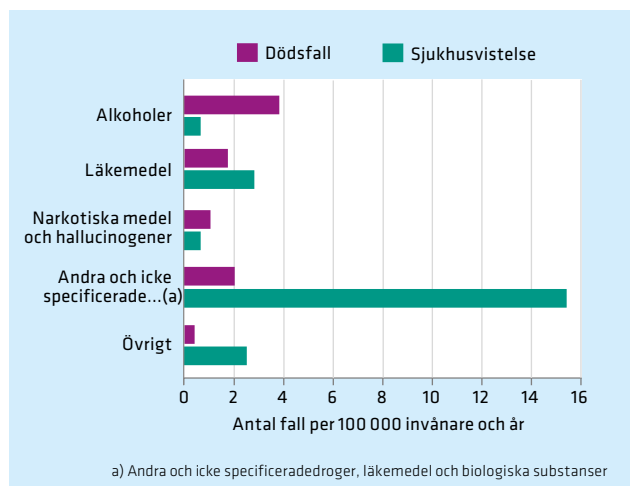 Dödsfall Sjukhusvistelse
Alkoholer
Läkemedel
Narkotiska medel
och hallucinogener
Andra och icke
specificerade...(a)
Övrigt
0 2 4 6 8 10 12 14 16
Antal fall per 100 000 invånare och år
a) Andra och icke specificeradedroger, läkemedel och biologiska substanser